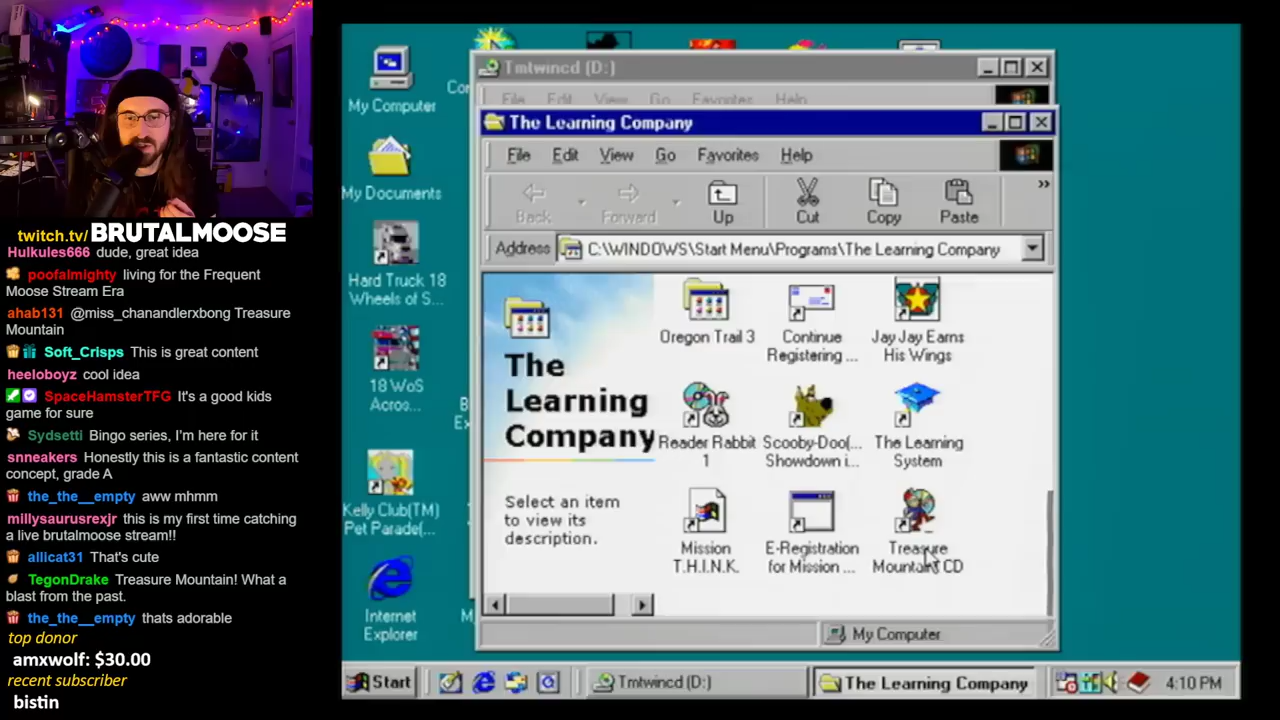 twitch.tv/BRUTALMOOSE
Hulkules666 dude, great idea
poofalmighty living for the Frequent
Moose Stream Era
ahab131 @miss_chanandlerxbong Treasure
Mountain
Soft_Crisps This is great content
heeloboyz cool idea
SpaceHamsterTFG It's a good kids
game for sure
Sydsetti Bingo series, I'm here for it
snneakers Honestly this is a fantastic content
concept, grade A
the_the__empty aww mhmm
millysaurusrexjr this is my first time catching
a live brutalmoose stream!!
allicat31 That's cute
TegonDrake Treasure Mountain! What a
blast from the past.
the_the__empty thats adorable
top donor
amxwolf: $30.00
recent subscriber
bistin
My Computer
My Documents
Hard Truck 18
Wheels of S...
18 WoS
Acros...
Kelly Club(TM)
Pet Parade(...
Internet
Explorer
Tmtwincd (D:)
File Edit View Go Favorites Help
The Learning Company
File Edit View Go Favorites Help
Back Forward Up Cut Copy Paste
Address C:\WINDOWS\Start Menu\Programs\The Learning Company
The
Learning
Company
Select an item
to view its
description.
Oregon Trail 3
Continue
Registering ...
Jay Jay Earns
His Wings
Reader Rabbit
1
Scooby-Doo(...
Showdown i...
The Learning
System
Mission
T.H.I.N.K.
E-Registration
for Mission ...
Treasure
Mountain CD
My Computer
Start Tmtwincd (D:) The Learning Company 4:10 PM